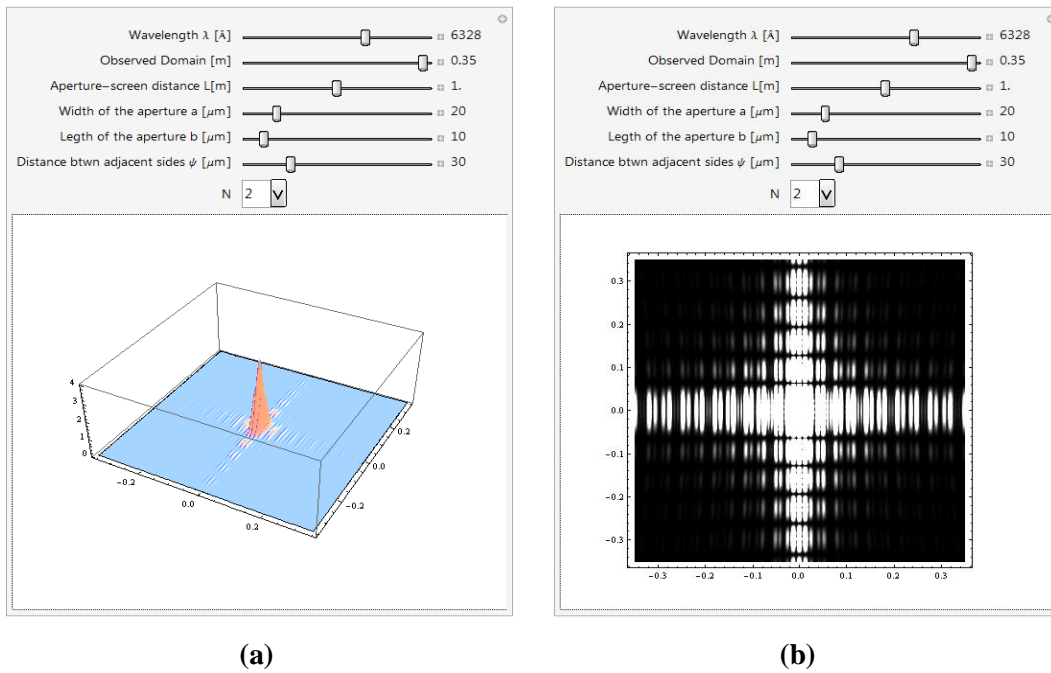 Wavelength λ [Å] 6328
Observed Domain [m] 0.35
Aperture−screen distance L[m] 1.
Width of the aperture a [μm] 20
Legth of the aperture b [μm] 10
Distance btwn adjacent sides ψ [μm] 30
N 2
4
3
2
1
0
−0.2
0.0
0.2
0.2
0.0
−0.2
(a)
Wavelength λ [Å] 6328
Observed Domain [m] 0.35
Aperture−screen distance L[m] 1.
Width of the aperture a [μm] 20
Legth of the aperture b [μm] 10
Distance btwn adjacent sides ψ [μm] 30
N 2
0.3
0.2
0.1
0.0
−0.1
−0.2
−0.3
−0.3 −0.2 −0.1 0.0 0.1 0.2 0.3
(b)